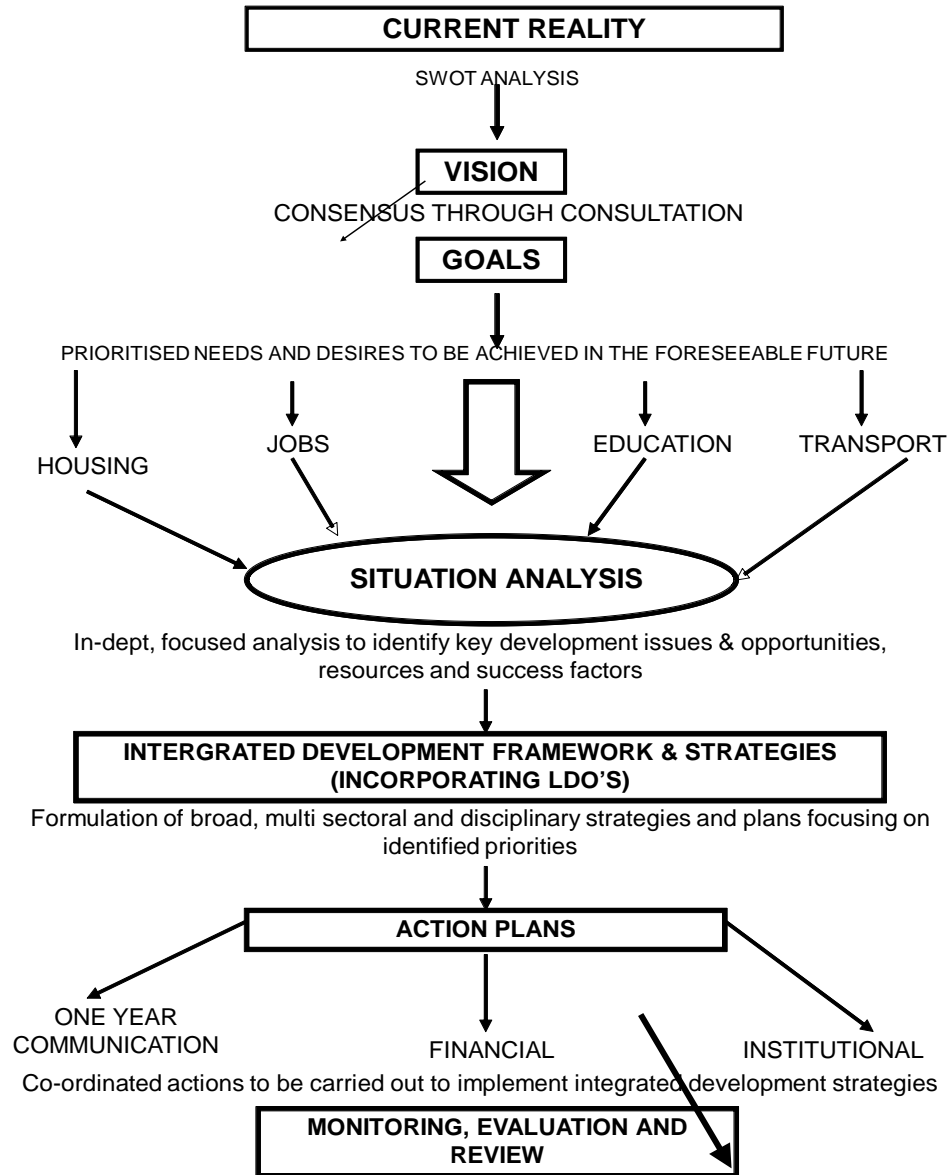 CURRENT REALITY
SWOT ANALYSIS
VISION
CONSENSUS THROUGH CONSULTATION
GOALS
PRIORITISED NEEDS AND DESIRES TO BE ACHIEVED IN THE FORESEEABLE FUTURE
HOUSING
JOBS
EDUCATION
TRANSPORT
SITUATION ANALYSIS
In-dept, focused analysis to identify key development issues & opportunities,
resources and success factors
INTERGRATED DEVELOPMENT FRAMEWORK & STRATEGIES
(INCORPORATING LDO'S)
Formulation of broad, multi sectoral and disciplinary strategies and plans focusing on
identified priorities
ACTION PLANS
ONE YEAR
COMMUNICATION
FINANCIAL
INSTITUTIONAL
Co-ordinated actions to be carried out to implement integrated development strategies
MONITORING, EVALUATION AND
REVIEW